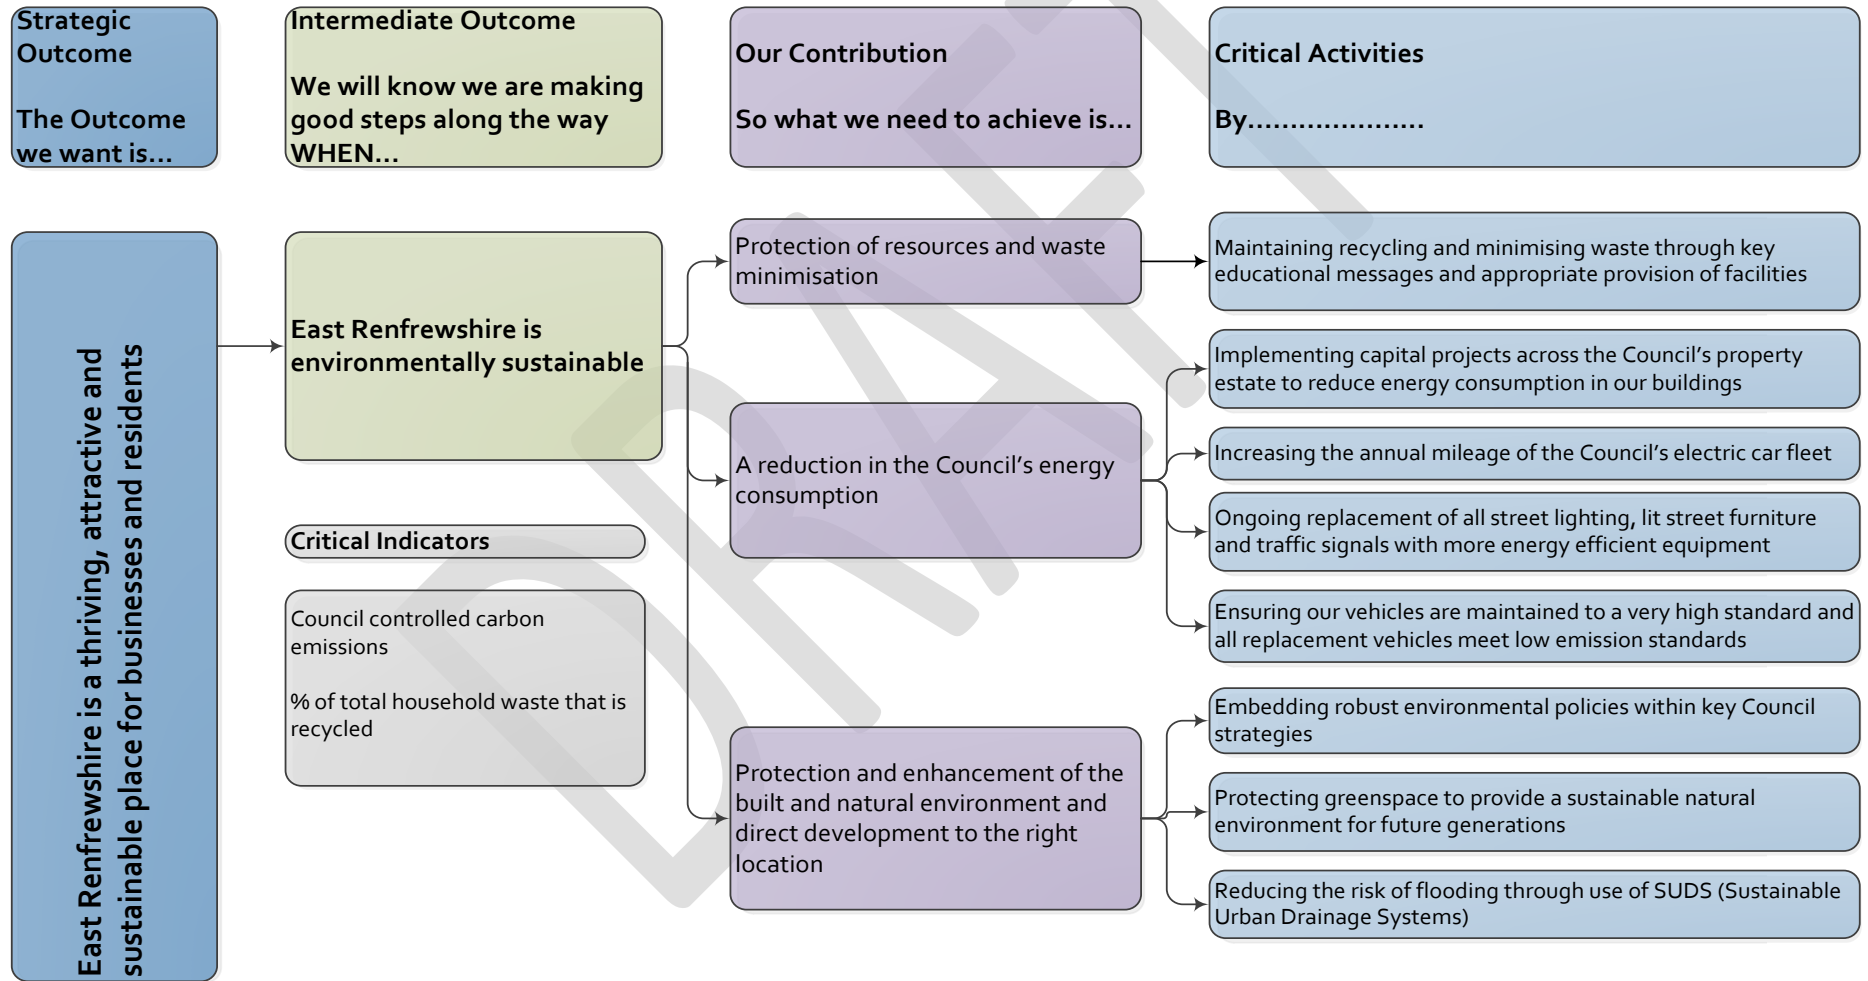 Strategic
Outcome
The Outcome
we want is...
Intermediate Outcome
We will know we are making
good steps along the way
WHEN...
Our Contribution
So what we need to achieve is...
Critical Activities
By.....................
East Renfrewshire is a thriving, attractive and
sustainable place for businesses and residents
East Renfrewshire is
environmentally sustainable
Critical Indicators
Council controlled carbon
emissions
% of total household waste that is
recycled
Protection of resources and waste
minimisation
A reduction in the Council’s energy
consumption
Protection and enhancement of the
built and natural environment and
direct development to the right
location
Maintaining recycling and minimising waste through key
educational messages and appropriate provision of facilities
Implementing capital projects across the Council’s property
estate to reduce energy consumption in our buildings
Increasing the annual mileage of the Council’s electric car fleet
Ongoing replacement of all street lighting, lit street furniture
and traffic signals with more energy efficient equipment
Ensuring our vehicles are maintained to a very high standard and
all replacement vehicles meet low emission standards
Embedding robust environmental policies within key Council
strategies
Protecting greenspace to provide a sustainable natural
environment for future generations
Reducing the risk of flooding through use of SUDS (Sustainable
Urban Drainage Systems)
DRAFT